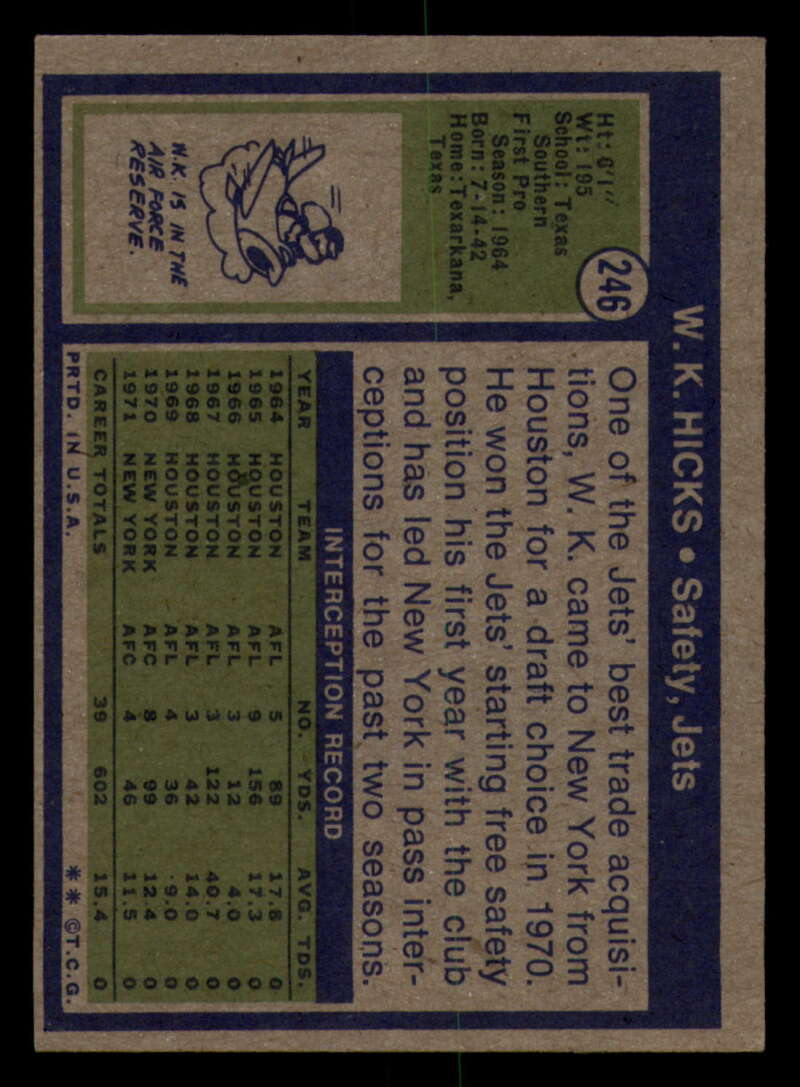 W. K. HICKS • Safety, Jets
246
Ht: 6'1"
Wt: 195
School: Texas
Southern
First Pro
Season: 1964
Born: 7-14-42
Home: Texarkana,
Texas
W.K. IS IN THE
AIR FORCE
RESERVE.
One of the Jets' best trade acquisi-
tions, W. K. came to New York from
Houston for a draft choice in 1970.
He won the Jets' starting free safety
position his first year with the club
and has led New York in pass inter-
ceptions for the past two seasons.
INTERCEPTION RECORD
YEAR TEAM NO. YDS. AVG. TDS.
1964 HOUSTON AFL 5 89 17.8 0
1965 HOUSTON AFL 9 156 17.3 0
1966 HOUSTON AFL 3 12 4.0 0
1967 HOUSTON AFL 3 122 40.7 0
1968 HOUSTON AFL 3 42 14.0 0
1969 HOUSTON AFL 4 36 9.0 0
1970 NEW YORK AFC 8 99 12.4 0
1971 NEW YORK AFC 4 46 11.5 0
CAREER TOTALS 39 602 15.4 0
PRTD. IN U.S.A. ** ©T.C.G.